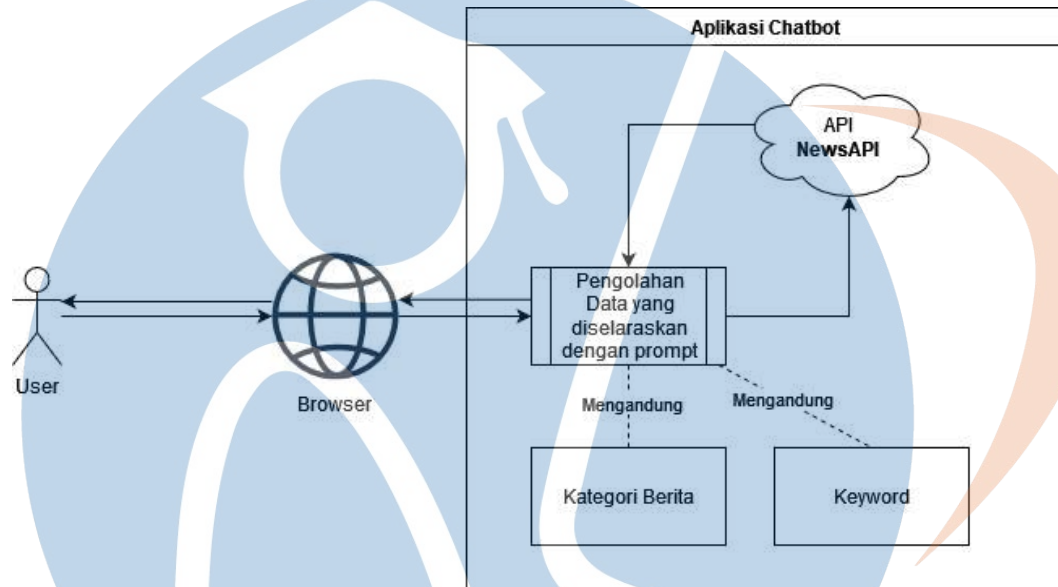 Aplikasi Chatbot
API
NewsAPI
Pengolahan
Data yang
diselaraskan
dengan prompt
User
Browser
Mengandung
Mengandung
Kategori Berita
Keyword